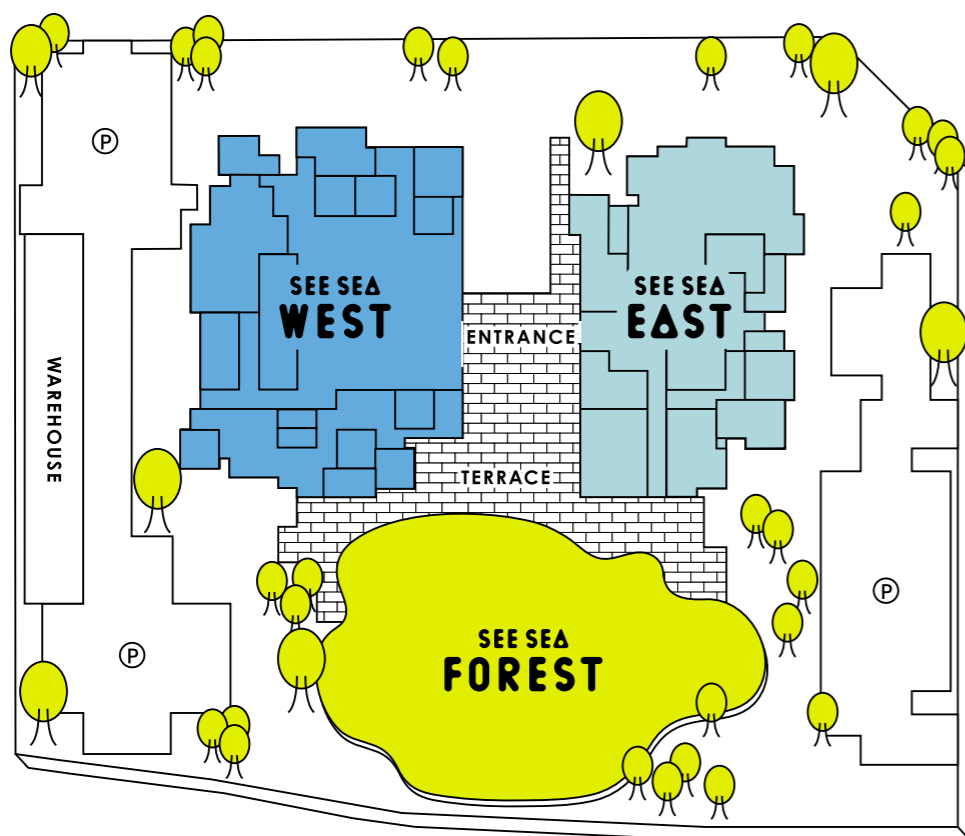 P
SEE SEA
WEST
SEE SEA
EAST
ENTRANCE
WAREHOUSE
TERRACE
P
SEE SEA
FOREST
P